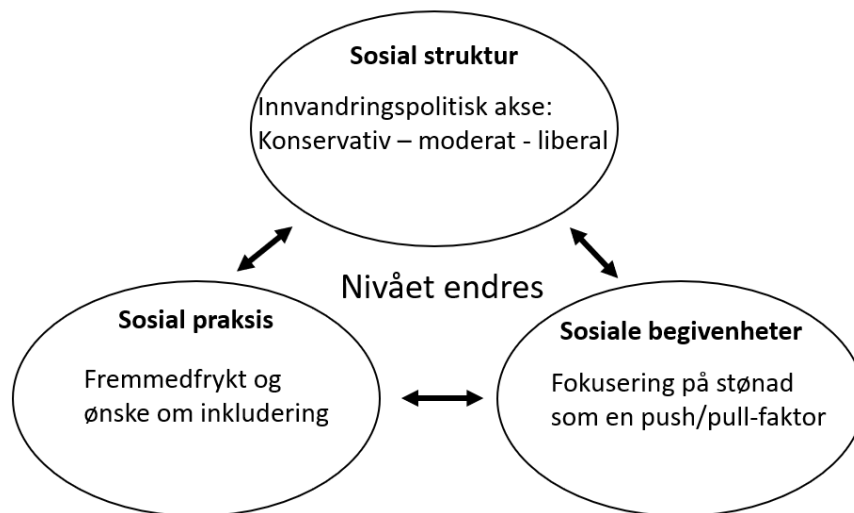 Sosial struktur
Innvandringspolitisk akse:
Konservativ – moderat - liberal
Nivået endres
Sosial praksis
Fremmedfrykt og
ønske om inkludering
Sosiale begivenheter
Fokusering på stønad
som en push/pull-faktor